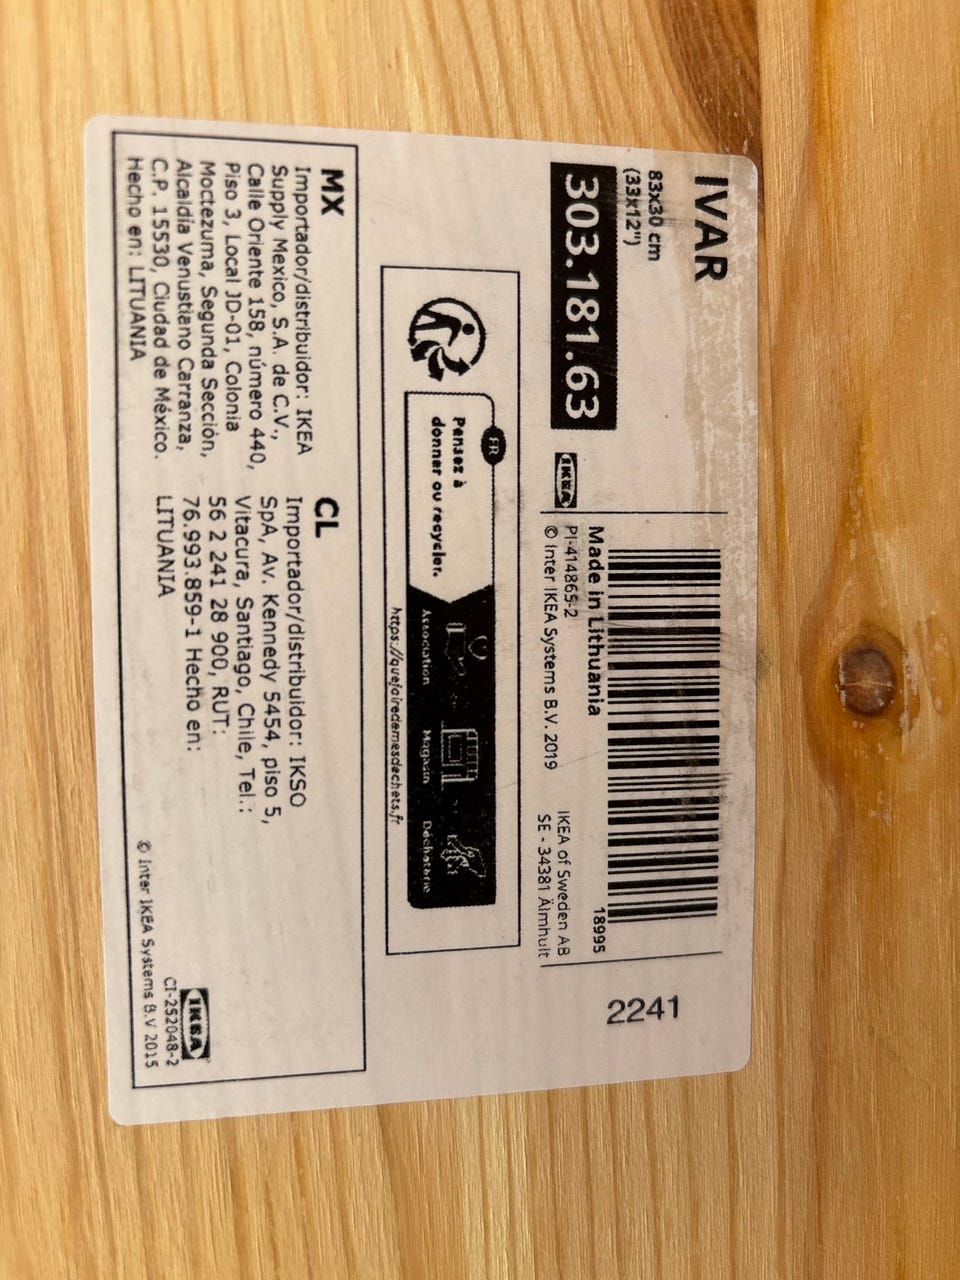 IVAR
83x30 cm
(33x12")
303.181.63
IKEA
Made in Lithuania
PI-414865-2
© Inter IKEA Systems B.V. 2019
18995
IKEA of Sweden AB
SE - 34381 Älmhult
2241
FR
Pensez à
donner ou recycler.
Association
Magasin
Déchèterie
https://quefairedemesdechets.fr
MX
Importador/distribuidor: IKEA
Supply Mexico, S.A. de C.V.,
Calle Oriente 158, número 440,
Piso 3, Local JD-01, Colonia
Moctezuma, Segunda Sección,
Alcaldía Venustiano Carranza,
C.P. 15530, Ciudad de México.
Hecho en: LITUANIA
CL
Importador/distribuidor: IKSO
SpA, Av. Kennedy 5454, piso 5,
Vitacura, Santiago, Chile, Tel.:
56 2 241 28 900, RUT:
76.993.859-1 Hecho en:
LITUANIA
IKEA
CI-252048-2
© Inter IKEA Systems B.V 2015